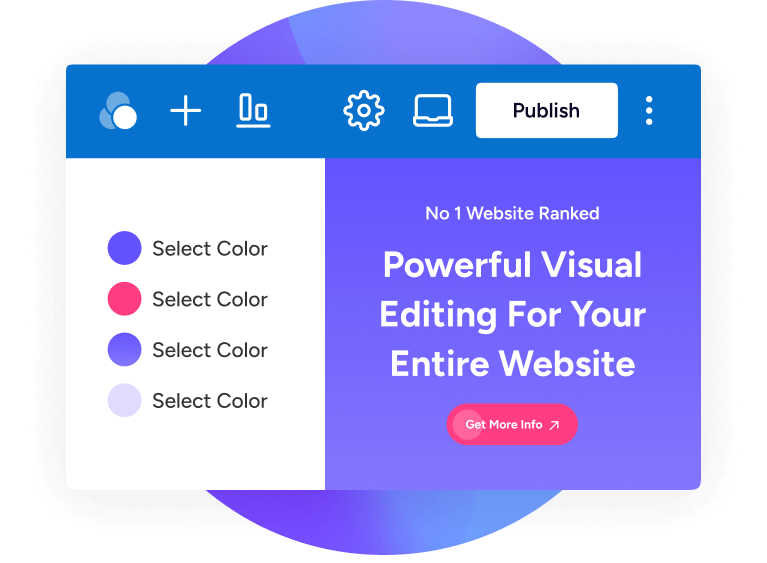 Publish
Select Color
Select Color
Select Color
Select Color
No 1 Website Ranked
Powerful Visual
Editing For Your
Entire Website
Get More Info